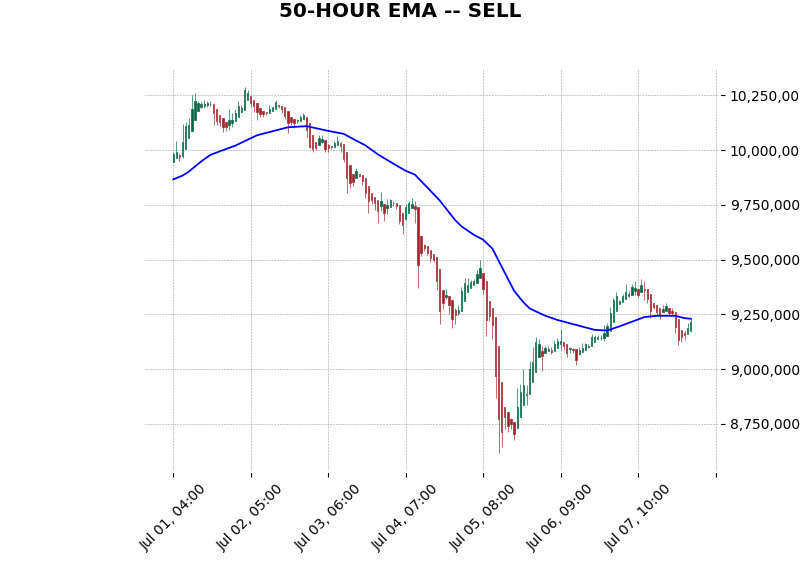 50-HOUR EMA -- SELL
10,250,00
10,000,00
9,750,000
9,500,000
9,250,000
9,000,000
8,750,000
Jul 01, 04:00
Jul 02, 05:00
Jul 03, 06:00
Jul 04, 07:00
Jul 05, 08:00
Jul 06, 09:00
Jul 07, 10:00